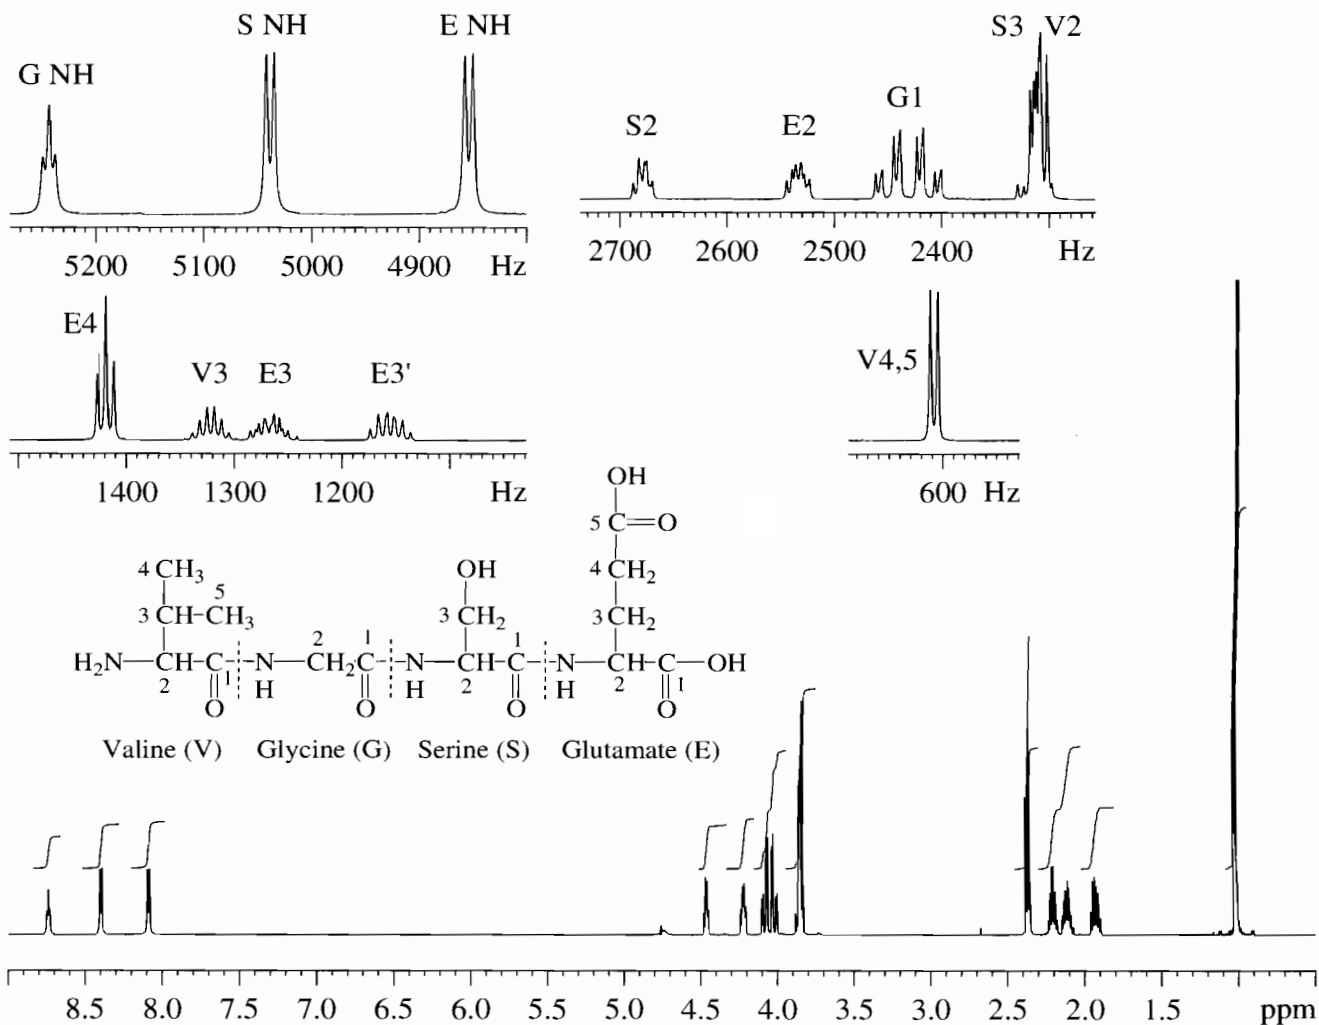 G NH S NH E NH S2 E2 G1 S3 V2
5200 5100 5000 4900 Hz 2700 2600 2500 2400 Hz
E4 V3 E3 E3' V4,5
1400 1300 1200 Hz 600 Hz
OH
5 C O
4 CH3 OH 4 CH2
5
3 CH CH3 3 CH2 3 CH2
2 1 1
H2N CH C N CH2 C N CH C N CH C OH
2 1 H H 2 H 2 1
O O O O
Valine (V) Glycine (G) Serine (S) Glutamate (E)
8.5 8.0 7.5 7.0 6.5 6.0 5.5 5.0 4.5 4.0 3.5 3.0 2.5 2.0 1.5 ppm